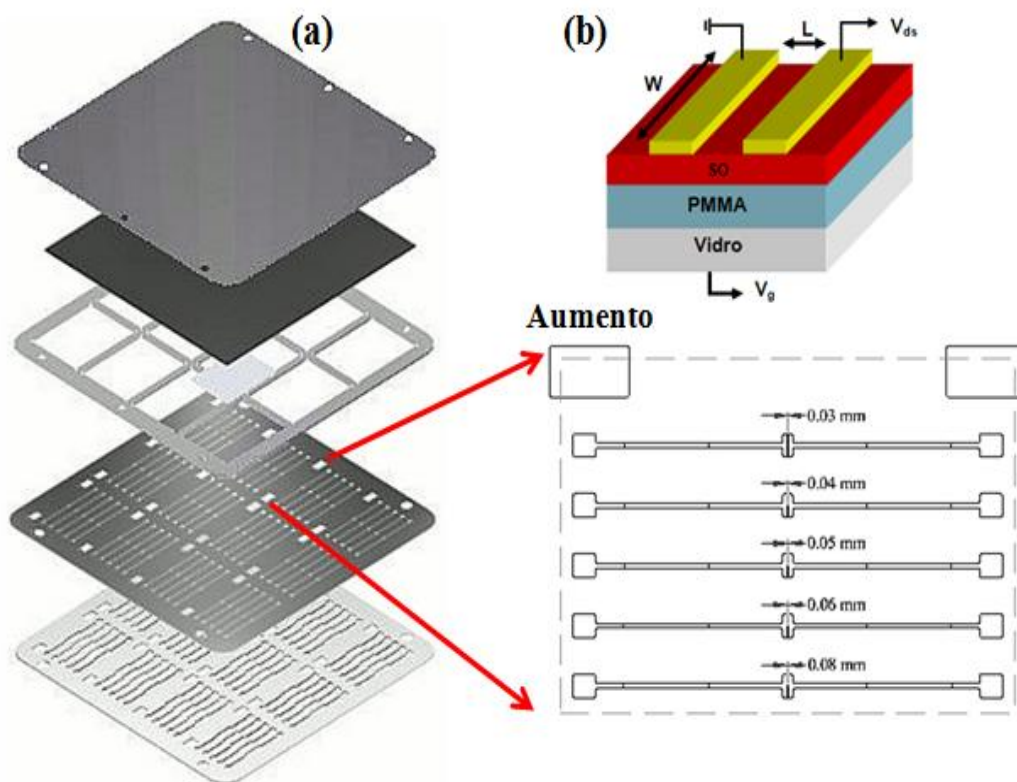 (a)
(b)
L
V_ds
W
SO
PMMA
Vidro
V_g
Aumento
0.03 mm
0.04 mm
0.05 mm
0.06 mm
0.08 mm